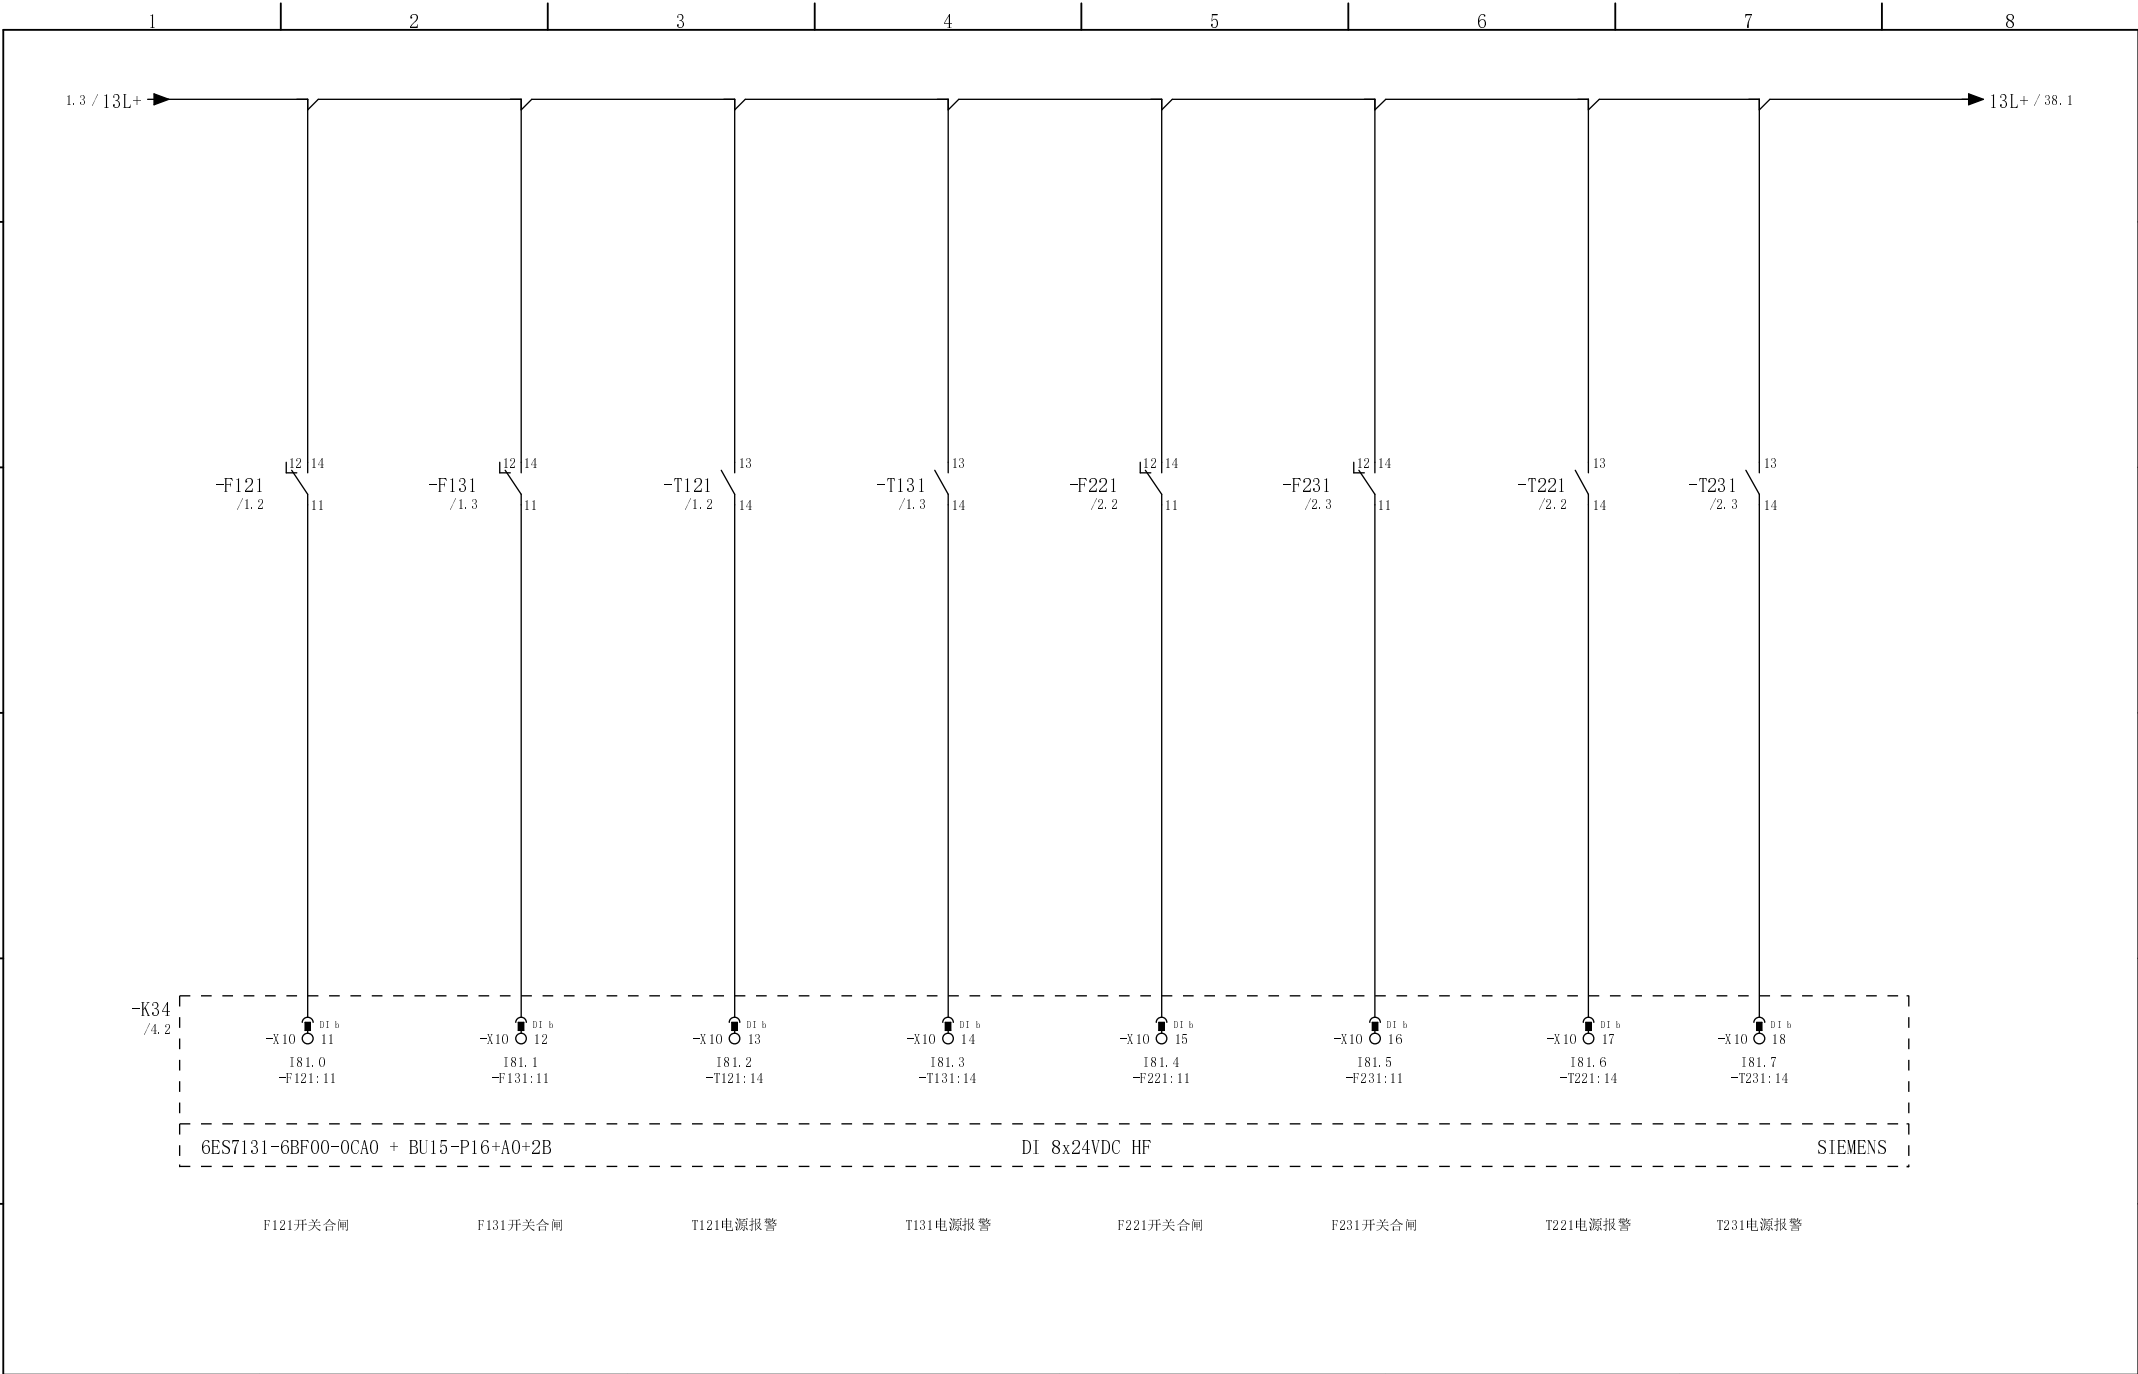 1 2 3 4 5 6 7 8
1.3 / 13L+ 13L+ / 38.1
12 14 12 14 13 13 12 14 12 14 13 13
-F121 -F131 -T121 -T131 -F221 -F231 -T221 -T231
/1.2 11 /1.3 11 /1.2 14 /1.3 14 /2.2 11 /2.3 11 /2.2 14 /2.3 14
-K34
/4.2
DI b DI b DI b DI b DI b DI b DI b DI b
-X10 11 -X10 12 -X10 13 -X10 14 -X10 15 -X10 16 -X10 17 -X10 18
I81.0 I81.1 I81.2 I81.3 I81.4 I81.5 I81.6 I81.7
-F121:11 -F131:11 -T121:14 -T131:14 -F221:11 -F231:11 -T221:14 -T231:14
6ES7131-6BF00-0CA0 + BU15-P16+A0+2B DI 8x24VDC HF SIEMENS
F121开关合闸 F131开关合闸 T121电源报警 T131电源报警 F221开关合闸 F231开关合闸 T221电源报警 T231电源报警